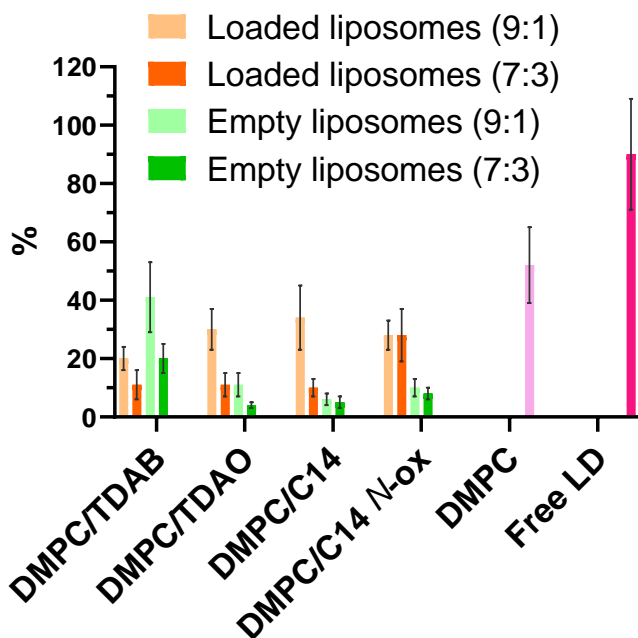 Loaded liposomes (9:1)
Loaded liposomes (7:3)
Empty liposomes (9:1)
Empty liposomes (7:3)
120
100
80
60
40
20
0
%
DMPC/TDAB
DMPC/TDAO
DMPC/C14
DMPC/C14 N-ox
DMPC
Free LD